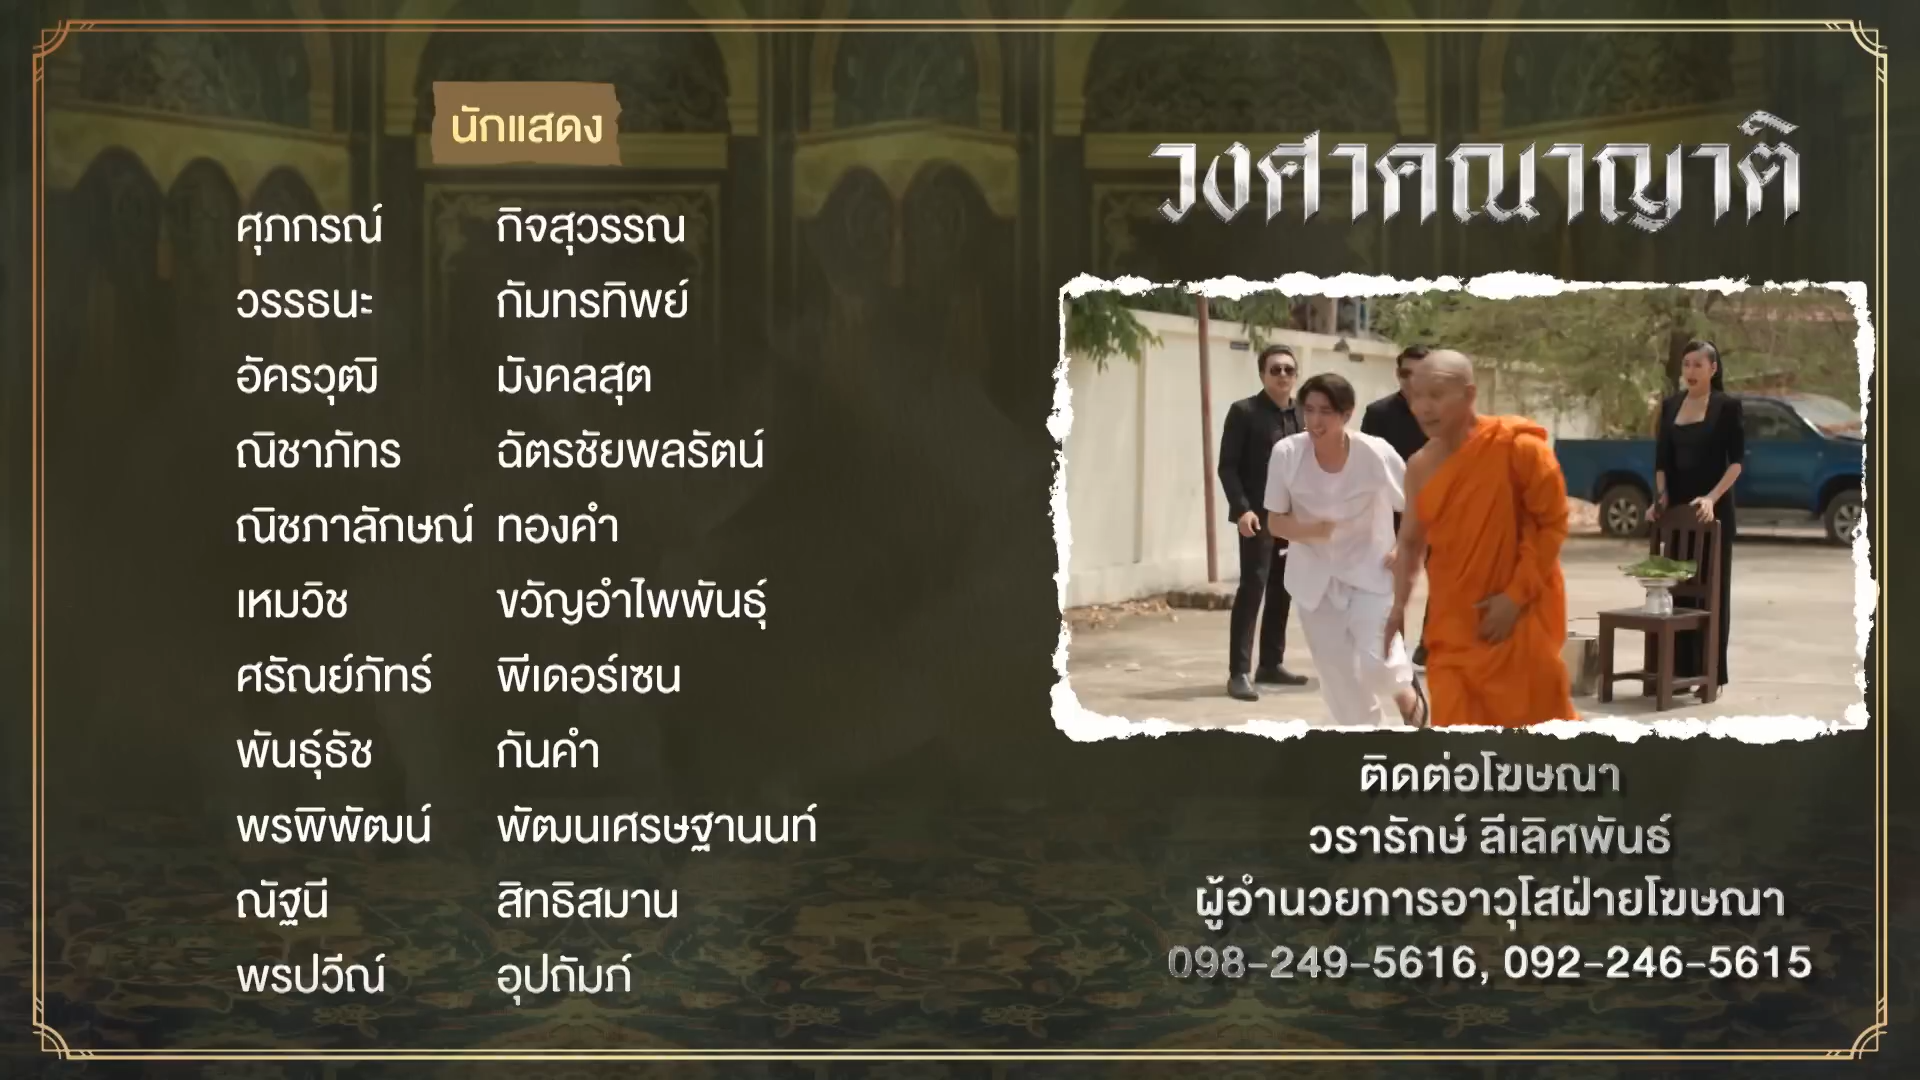 นักแสดง
ศุภกรณ์ กิจสุวรรณ
วรรธนะ กัมทรทิพย์
อัครวุฒิ มังคลสุต
ณิชาภัทร ฉัตรชัยพลรัตน์
ณิชภาลักษณ์ ทองคำ
เหมวิช ขวัญอำไพพันธุ์
ศรัณย์ภัทร์ พีเดอร์เซน
พันธุ์ธัช กันคำ
พรพิพัฒน์ พัฒนเศรษฐานนท์
ณัฐนี สิทธิสมาน
พรปวีณ์ อุปถัมภ์
วงศาคณาญาติ
ติดต่อโฆษณา
วรารักษ์ ลีเลิศพันธ์
ผู้อำนวยการอาวุโสฝ่ายโฆษณา
098-249-5616, 092-246-5615